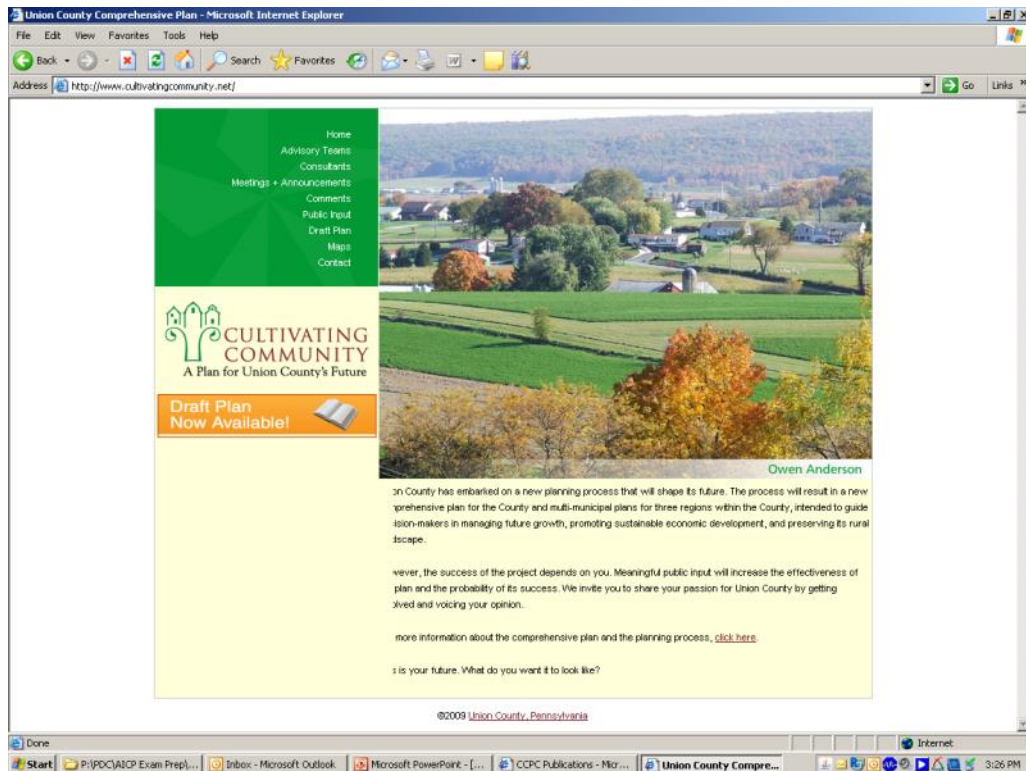 Union County Comprehensive Plan - Microsoft Internet Explorer
File Edit View Favorites Tools Help
Back Search Favorites
Address http://www.cultivatingcommunity.net/ Go Links »
Home
Advisory Teams
Consultants
Meetings + Announcements
Comments
Public Input
Draft Plan
Maps
Contact
CULTIVATING
COMMUNITY
A Plan for Union County's Future
Draft Plan
Now Available!
Owen Anderson
on County has embarked on a new planning process that will shape its future. The process will result in a new
prehensive plan for the County and multi-municipal plans for three regions within the County, intended to guide
ision-makers in managing future growth, promoting sustainable economic development, and preserving its rural
dscape.
wever, the success of the project depends on you. Meaningful public input will increase the effectiveness of
plan and the probability of its success. We invite you to share your passion for Union County by getting
olved and voicing your opinion.
more information about the comprehensive plan and the planning process, click here.
s is your future. What do you want it to look like?
©2009 Union County, Pennsylvania
Done Internet
Start P:\PDC\AICP Exam Prep\... Inbox - Microsoft Outlook Microsoft PowerPoint - [... CCPC Publications - Micr... Union County Compre... 3:26 PM